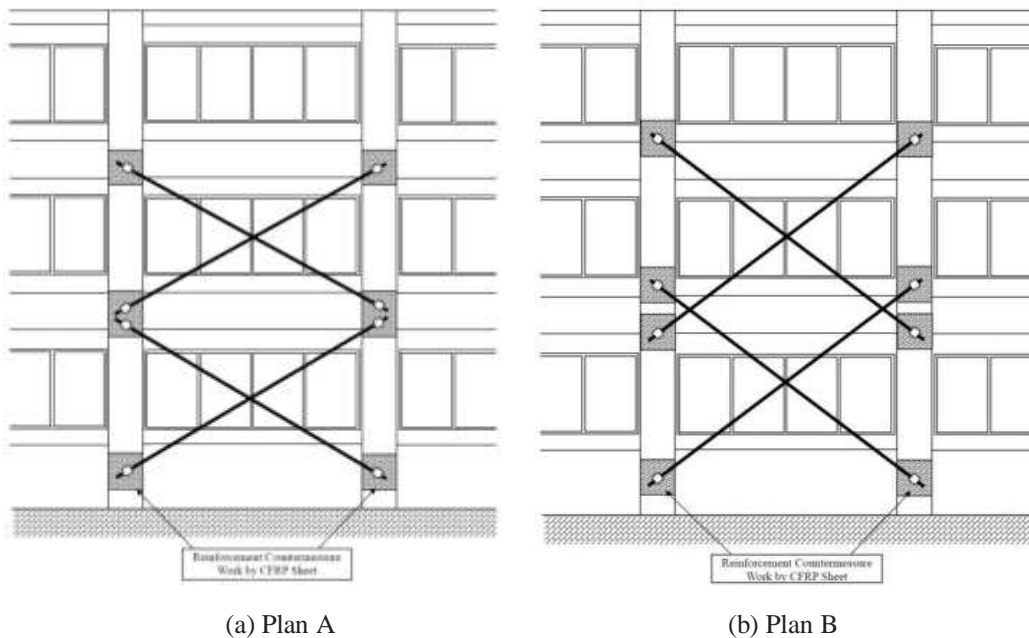 Reinforcement Countermeasure
Work by CFRP Sheet
Reinforcement Countermeasure
Work by CFRP Sheet
(a) Plan A
(b) Plan B